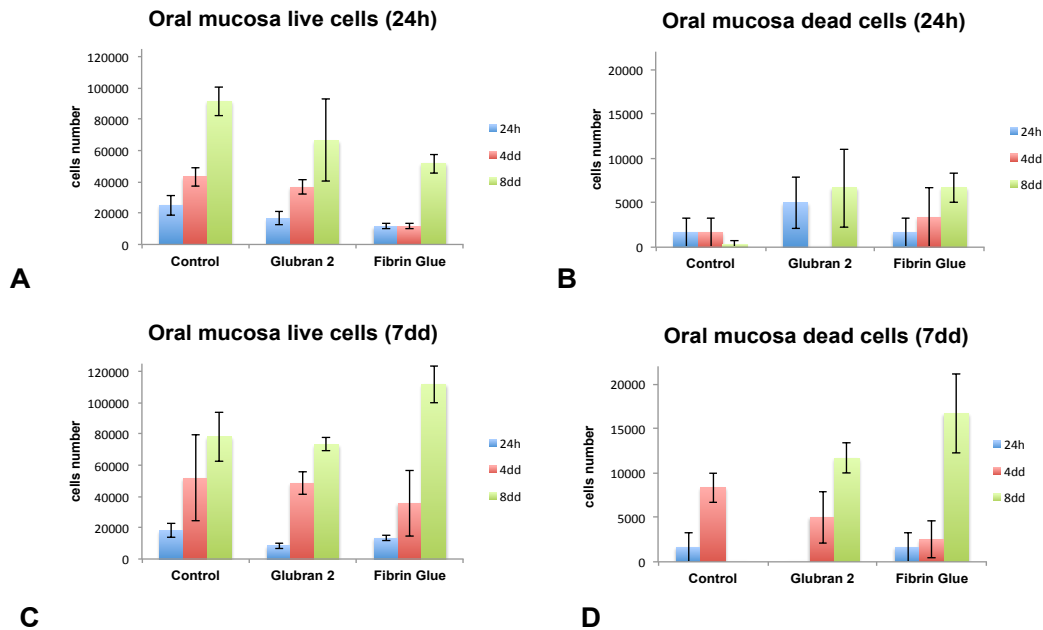 Oral mucosa live cells (24h)
120000
100000
80000
60000
40000
20000
0
cells number
Control
Glubran 2
Fibrin Glue
24h
4dd
8dd
A
Oral mucosa dead cells (24h)
20000
15000
10000
5000
0
cells number
Control
Glubran 2
Fibrin Glue
24h
4dd
8dd
B
Oral mucosa live cells (7dd)
120000
100000
80000
60000
40000
20000
0
cells number
Control
Glubran 2
Fibrin Glue
24h
4dd
8dd
C
Oral mucosa dead cells (7dd)
20000
15000
10000
5000
0
cells number
Control
Glubran 2
Fibrin Glue
24h
4dd
8dd
D